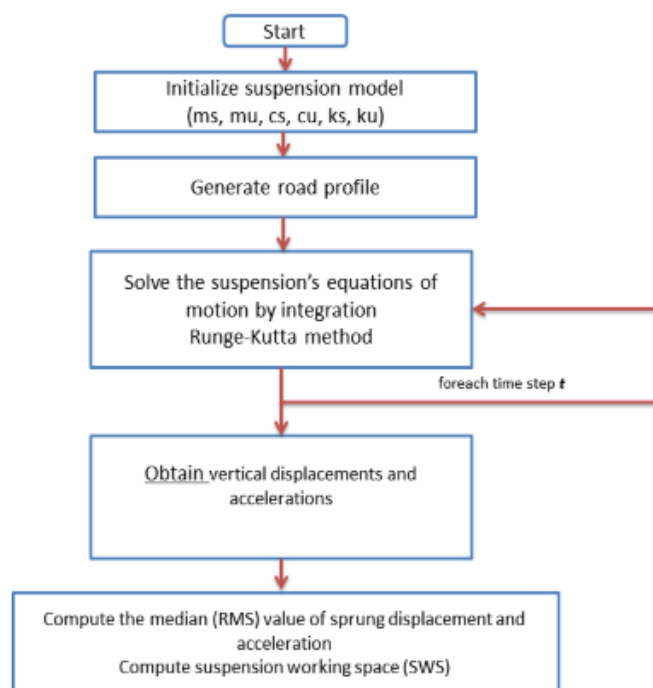 Start
Initialize suspension model
(ms, mu, cs, cu, ks, ku)
Generate road profile
Solve the suspension's equations of
motion by integration
Runge-Kutta method
foreach time step t
Obtain vertical displacements and
accelerations
Compute the median (RMS) value of sprung displacement and
acceleration
Compute suspension working space (SWS)